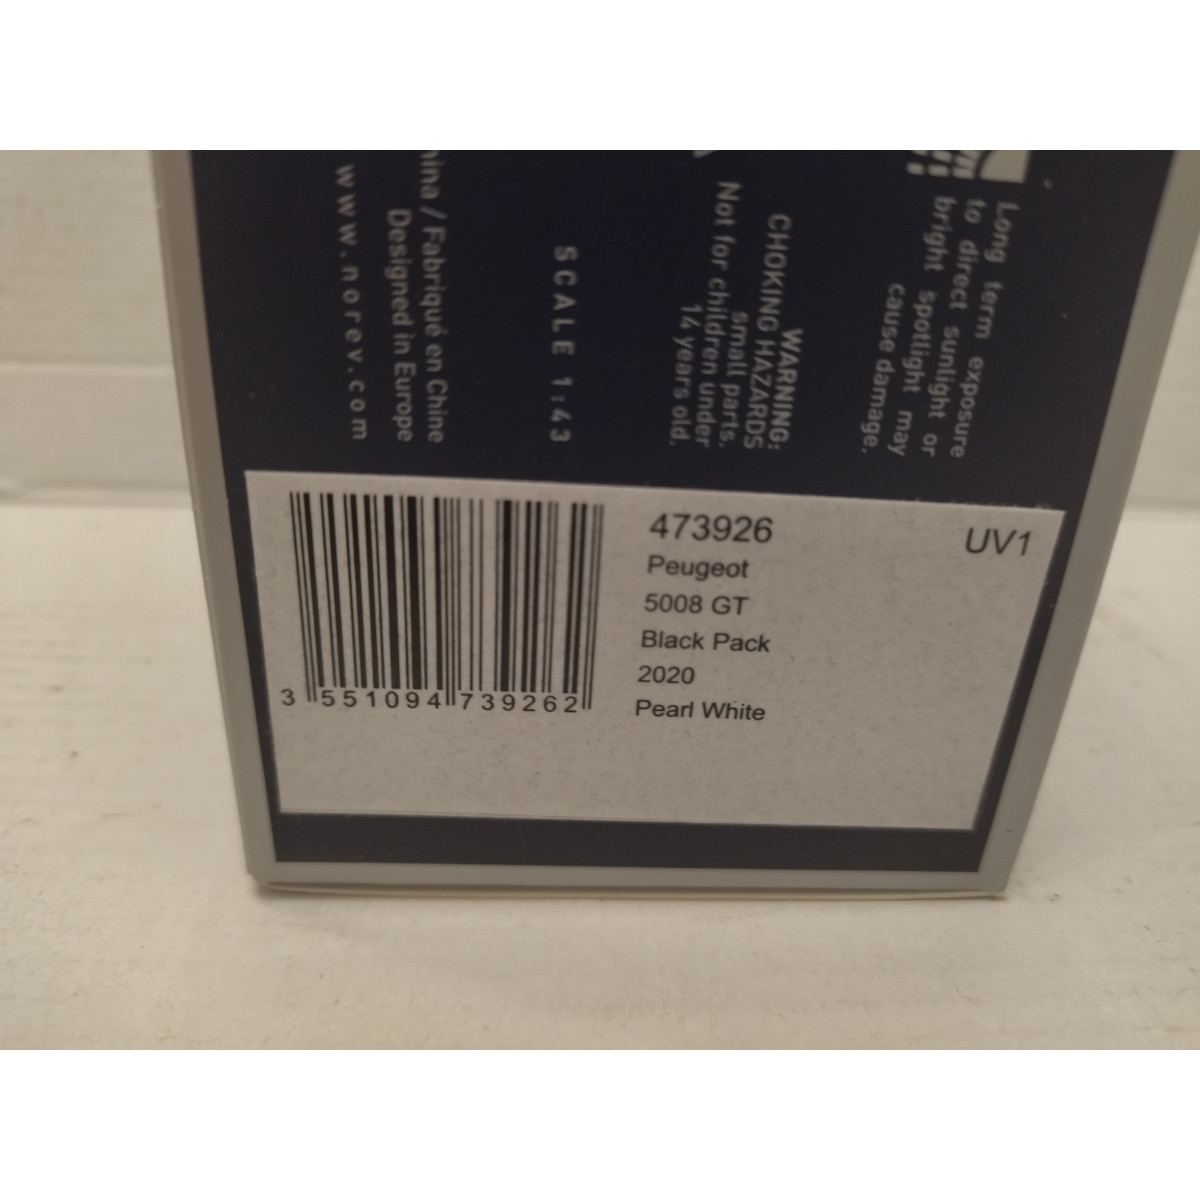 Long term exposure
to direct sunlight or
bright spotlight may
cause damage.
WARNING:
CHOKING HAZARDS
small parts.
Not for children under
14 years old.
SCALE 1:43
/ Fabriqué en Chine
Designed in Europe
www.norev.com
473926
UV1
Peugeot
5008 GT
Black Pack
2020
Pearl White
3 551094 739262